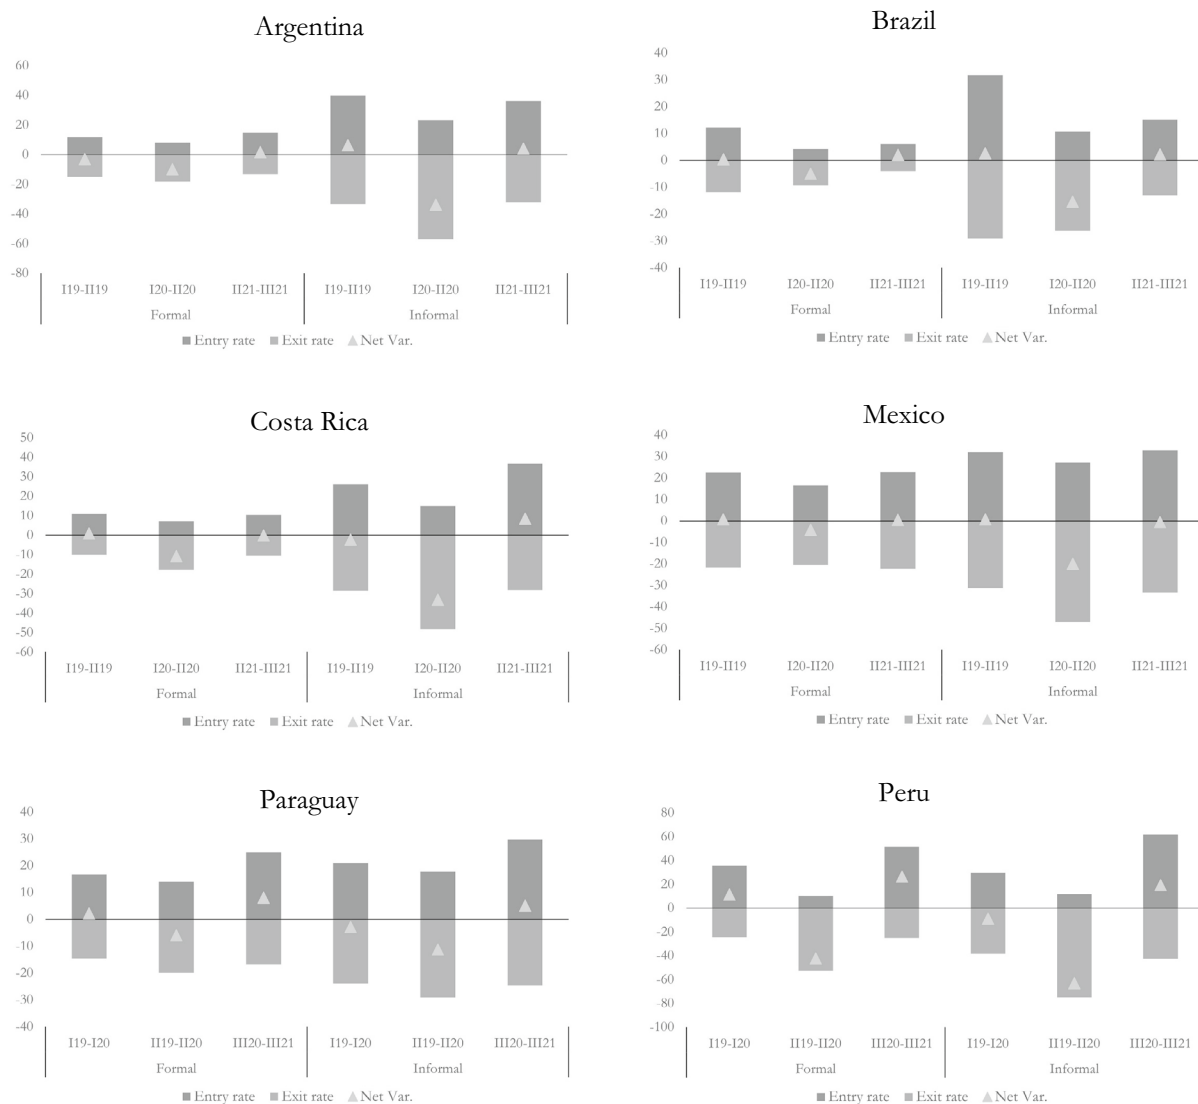 Argentina
60
40
20
0
-20
-40
-60
-80
I19-II19 I20-II20 II21-III21 I19-II19 I20-II20 II21-III21
Formal Informal
Entry rate Exit rate Net Var.
Brazil
40
30
20
10
0
-10
-20
-30
-40
I19-II19 I20-II20 II21-III21 I19-II19 I20-II20 II21-III21
Formal Informal
Entry rate Exit rate Net Var.
Costa Rica
50
40
30
20
10
0
-10
-20
-30
-40
-50
-60
I19-II19 I20-II20 II21-III21 I19-II19 I20-II20 II21-III21
Formal Informal
Entry rate Exit rate Net Var.
Mexico
40
30
20
10
0
-10
-20
-30
-40
-50
-60
I19-II19 I20-II20 II21-III21 I19-II19 I20-II20 II21-III21
Formal Informal
Entry rate Exit rate Net Var.
Paraguay
40
30
20
10
0
-10
-20
-30
-40
I19-I20 II19-II20 III20-III21 I19-I20 II19-II20 III20-III21
Formal Informal
Entry rate Exit rate Net Var.
Peru
80
60
40
20
0
-20
-40
-60
-80
-100
I19-I20 II19-II20 III20-III21 I19-I20 II19-II20 III20-III21
Formal Informal
Entry rate Exit rate Net Var.